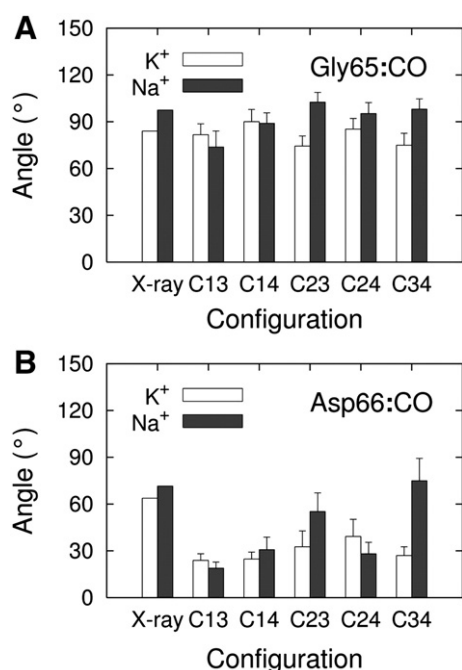 A
150
K+
Gly65:CO
Na+
120
90
60
30
0
Angle (°)
X-ray C13 C14 C23 C24 C34
Configuration
B
150
K+
Asp66:CO
Na+
120
90
60
30
0
Angle (°)
X-ray C13 C14 C23 C24 C34
Configuration